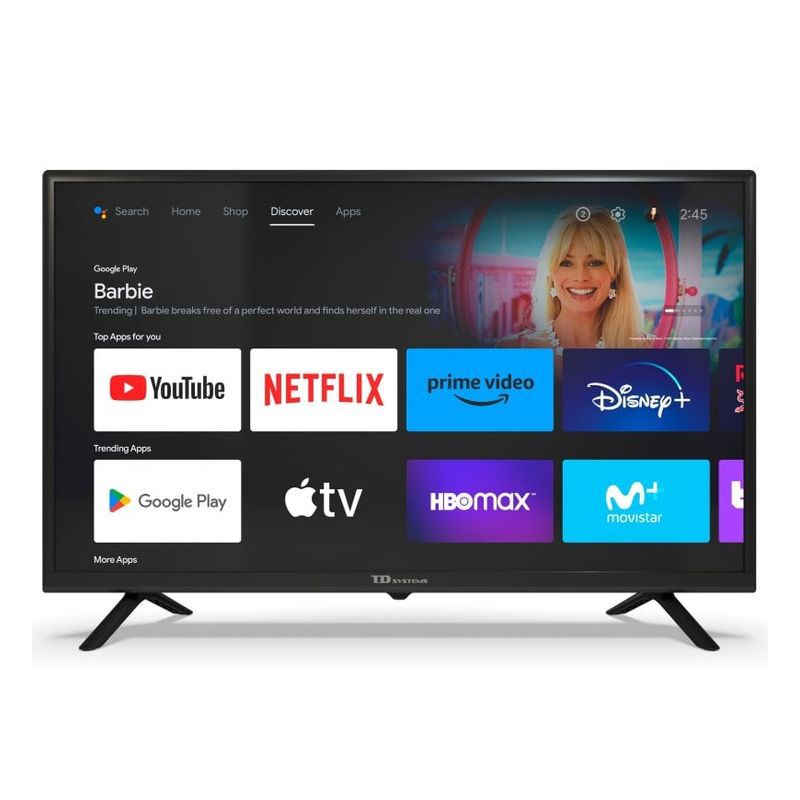 Search Home Shop Discover Apps 2 2:45
Google Play
Barbie
Trending | Barbie breaks free of a perfect world and finds herself in the real one
Top Apps for you
YouTube NETFLIX prime video Disney+
Trending Apps
Google Play tv HBOmax M+
movistar
More Apps
TD SYSTEMS